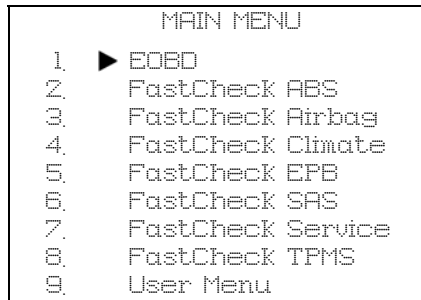 MAIN MENU
1. ▶ EOBD
2. FastCheck ABS
3. FastCheck Airbag
4. FastCheck Climate
5. FastCheck EPB
6. FastCheck SAS
7. FastCheck Service
8. FastCheck TPMS
9. User Menu